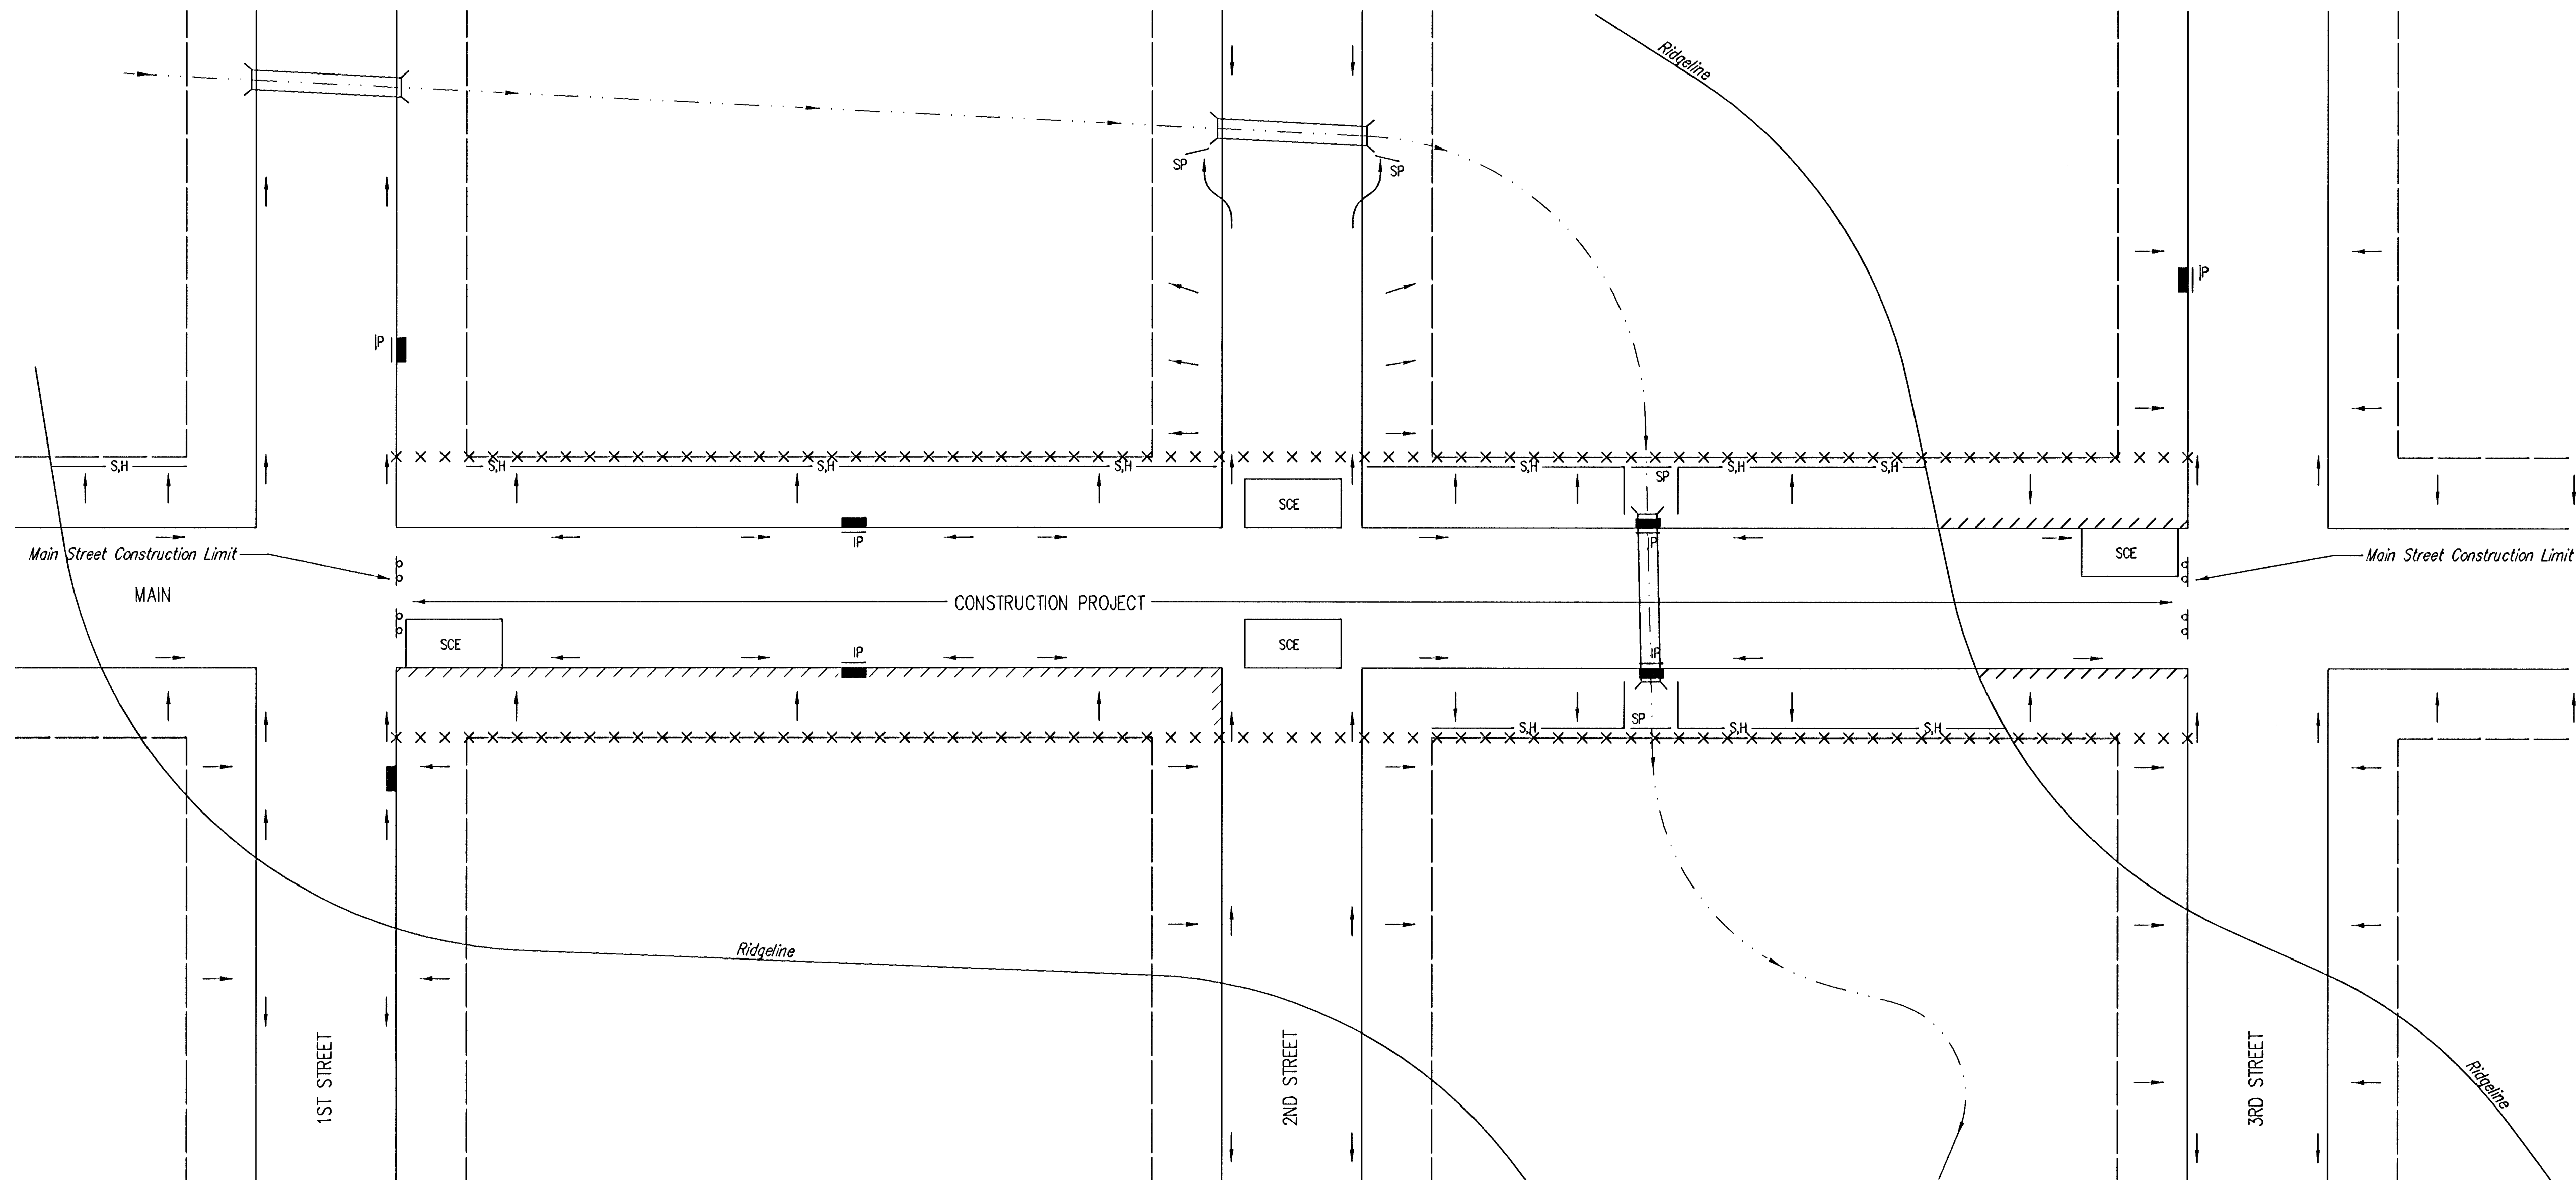 Ridgeline
SP
SP
IP
IP
S,H
S,H
S,H
S,H
S,H
SP
S,H
S,H
SCE
IP
IP
SCE
Main Street Construction Limit
Main Street Construction Limit
MAIN
CONSTRUCTION PROJECT
SCE
IP
SCE
IP
S,H
SP
S,H
S,H
Ridgeline
1ST STREET
2ND STREET
3RD STREET
Ridgeline